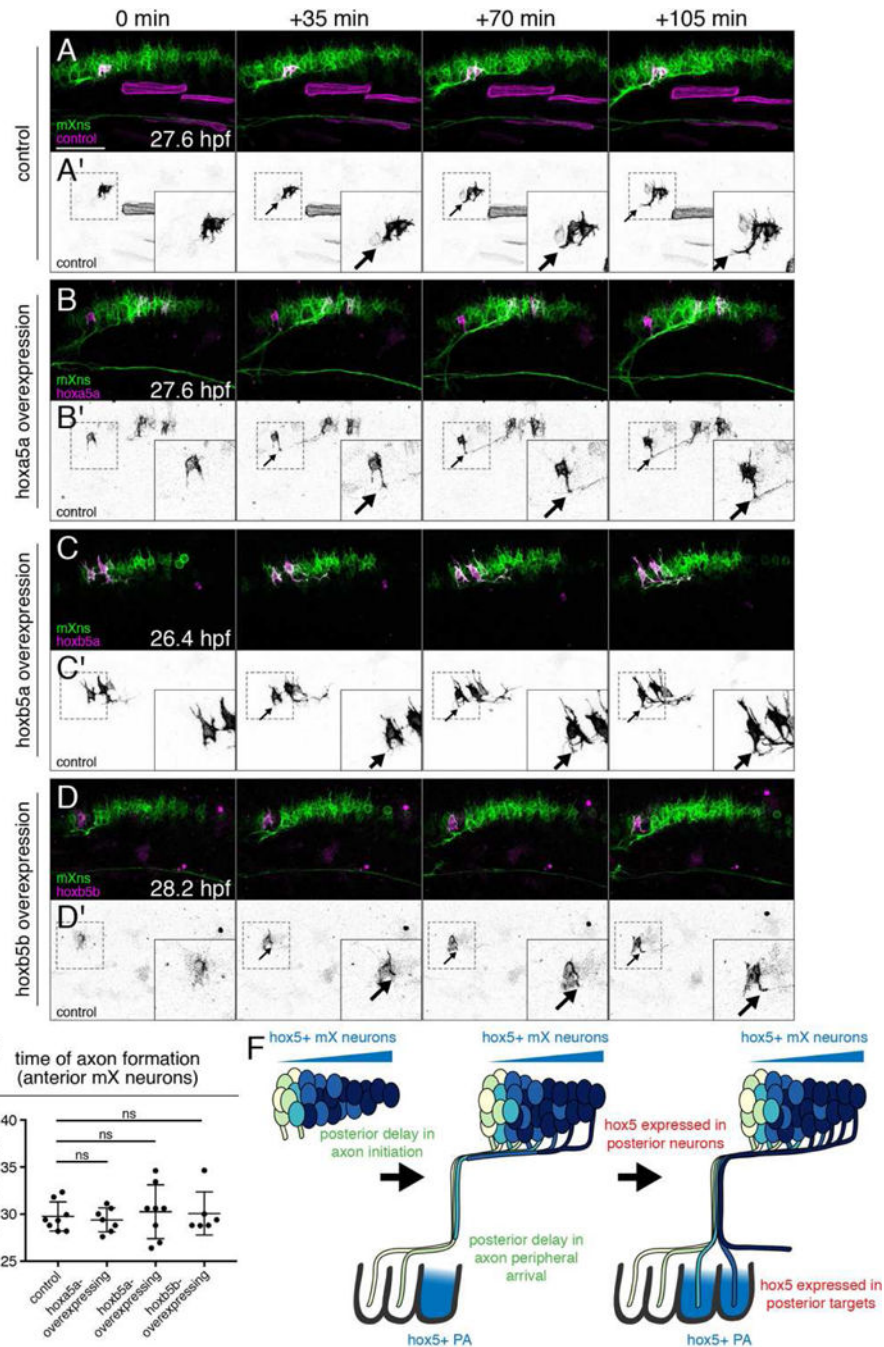 0 min +35 min +70 min +105 min
control
A
mXns
control
27.6 hpf
A'
control
hoxa5a overexpression
B
mXns
hoxa5a
27.6 hpf
B'
control
hoxb5a overexpression
C
mXns
hoxb5a
26.4 hpf
C'
control
hoxb5b overexpression
D
mXns
hoxb5b
28.2 hpf
D'
control
time of axon formation
(anterior mX neurons)
ns
ns
ns
40
35
30
25
control
hoxa5a-
overexpressing
hoxb5a-
overexpressing
hoxb5b-
overexpressing
F
hox5+ mX neurons
hox5+ mX neurons
posterior delay in
axon initiation
hox5 expressed in
posterior neurons
posterior delay in
axon peripheral
arrival
hox5 expressed in
posterior targets
hox5+ PA
hox5+ PA